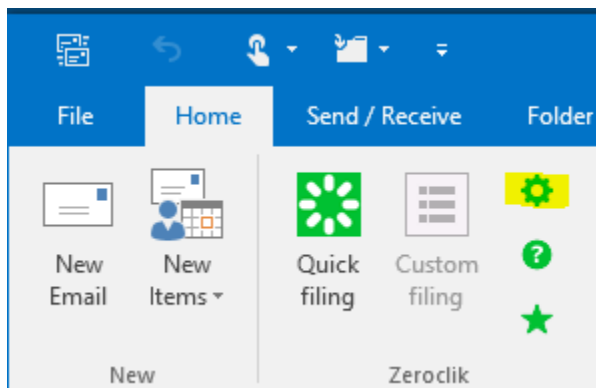 File Home Send / Receive Folder
New Email
New Items
Quick filing
Custom filing
New
Zeroclik